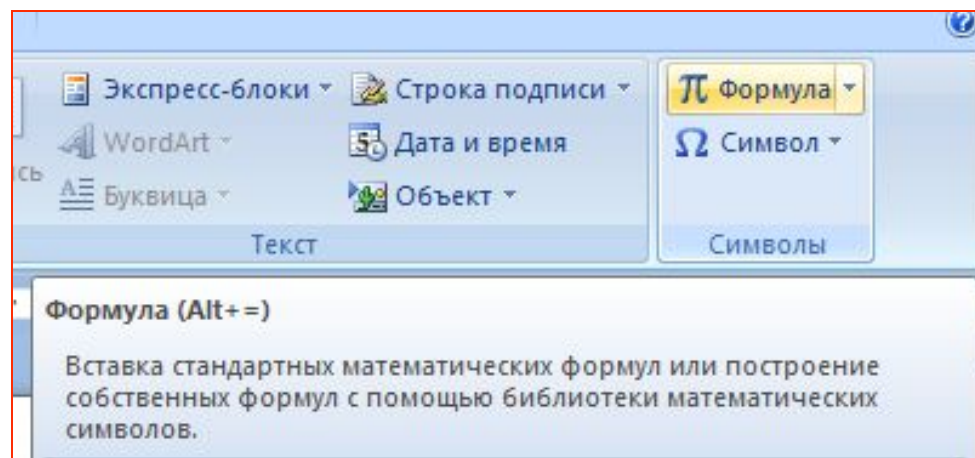 Экспресс-блоки
Строка подписи
π Формула
WordArt
Дата и время
Ω Символ
сь
Буквица
Объект
Текст
Символы
Формула (Alt+=)
Вставка стандартных математических формул или построение
собственных формул с помощью библиотеки математических
символов.